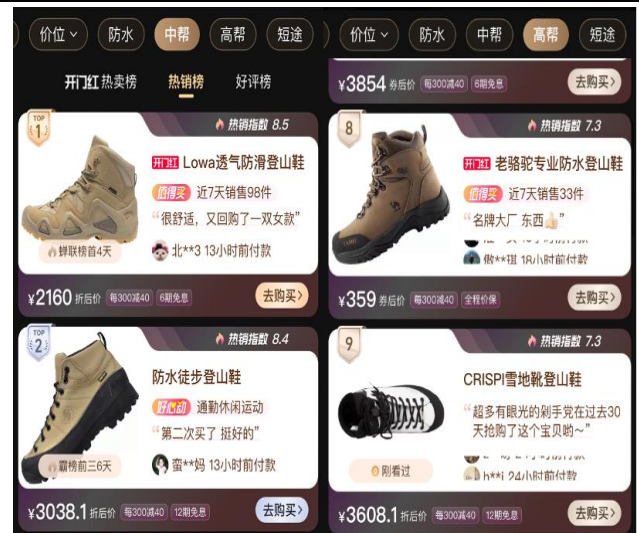 价位 防水 中帮 高帮 短途
开门红热卖榜 热销榜 好评榜
TOP 1
热销指数 8.5
开门红 Lowa透气防滑登山鞋
值得买 近7天销售98件
“很舒适，又回购了一双女款”
蝉联榜首4天
北**3 13小时前付款
¥2160 折后价 每300减40 6期免息 去购买>
TOP 2
热销指数 8.4
防水徒步登山鞋
好心动 通勤休闲运动
“第二次买了 挺好的”
霸榜前三6天
蛮**妈 13小时前付款
¥3038.1 折后价 每300减40 12期免息 去购买>
价位 防水 中帮 高帮 短途
¥3854 券后价 每300减40 6期免息 去购买>
8
热销指数 7.3
开门红 老骆驼专业防水登山鞋
值得买 近7天销售33件
“名牌大厂 东西👍”
傲**琪 18小时前付款
¥359 券后价 每300减40 全程价保 去购买>
9
热销指数 7.3
CRISPI雪地靴登山鞋
“超多有眼光的剁手党在过去30
天抢购了这个宝贝哟~”
刚看过
h**i 24小时前付款
¥3608.1 折后价 每300减40 12期免息 去购买>